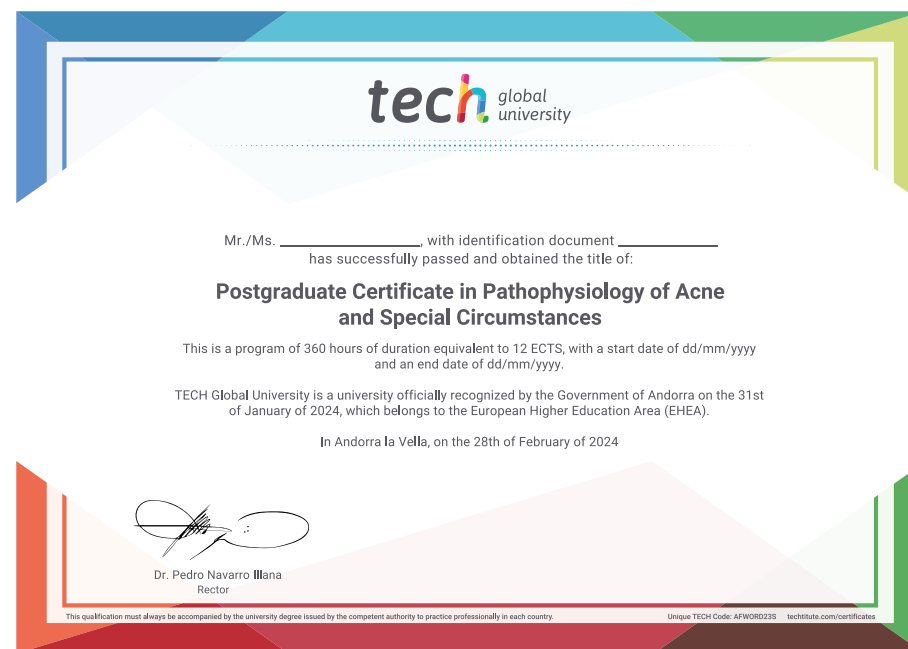 tech global
university
Mr./Ms. ____________________, with identification document ______________
has successfully passed and obtained the title of:
Postgraduate Certificate in Pathophysiology of Acne
and Special Circumstances
This is a program of 360 hours of duration equivalent to 12 ECTS, with a start date of dd/mm/yyyy
and an end date of dd/mm/yyyy.
TECH Global University is a university officially recognized by the Government of Andorra on the 31st
of January of 2024, which belongs to the European Higher Education Area (EHEA).
In Andorra la Vella, on the 28th of February of 2024
Dr. Pedro Navarro Illana
Rector
This qualification must always be accompanied by the university degree issued by the competent authority to practice professionally in each country.
Unique TECH Code: AFWORD23S techtitute.com/certificates